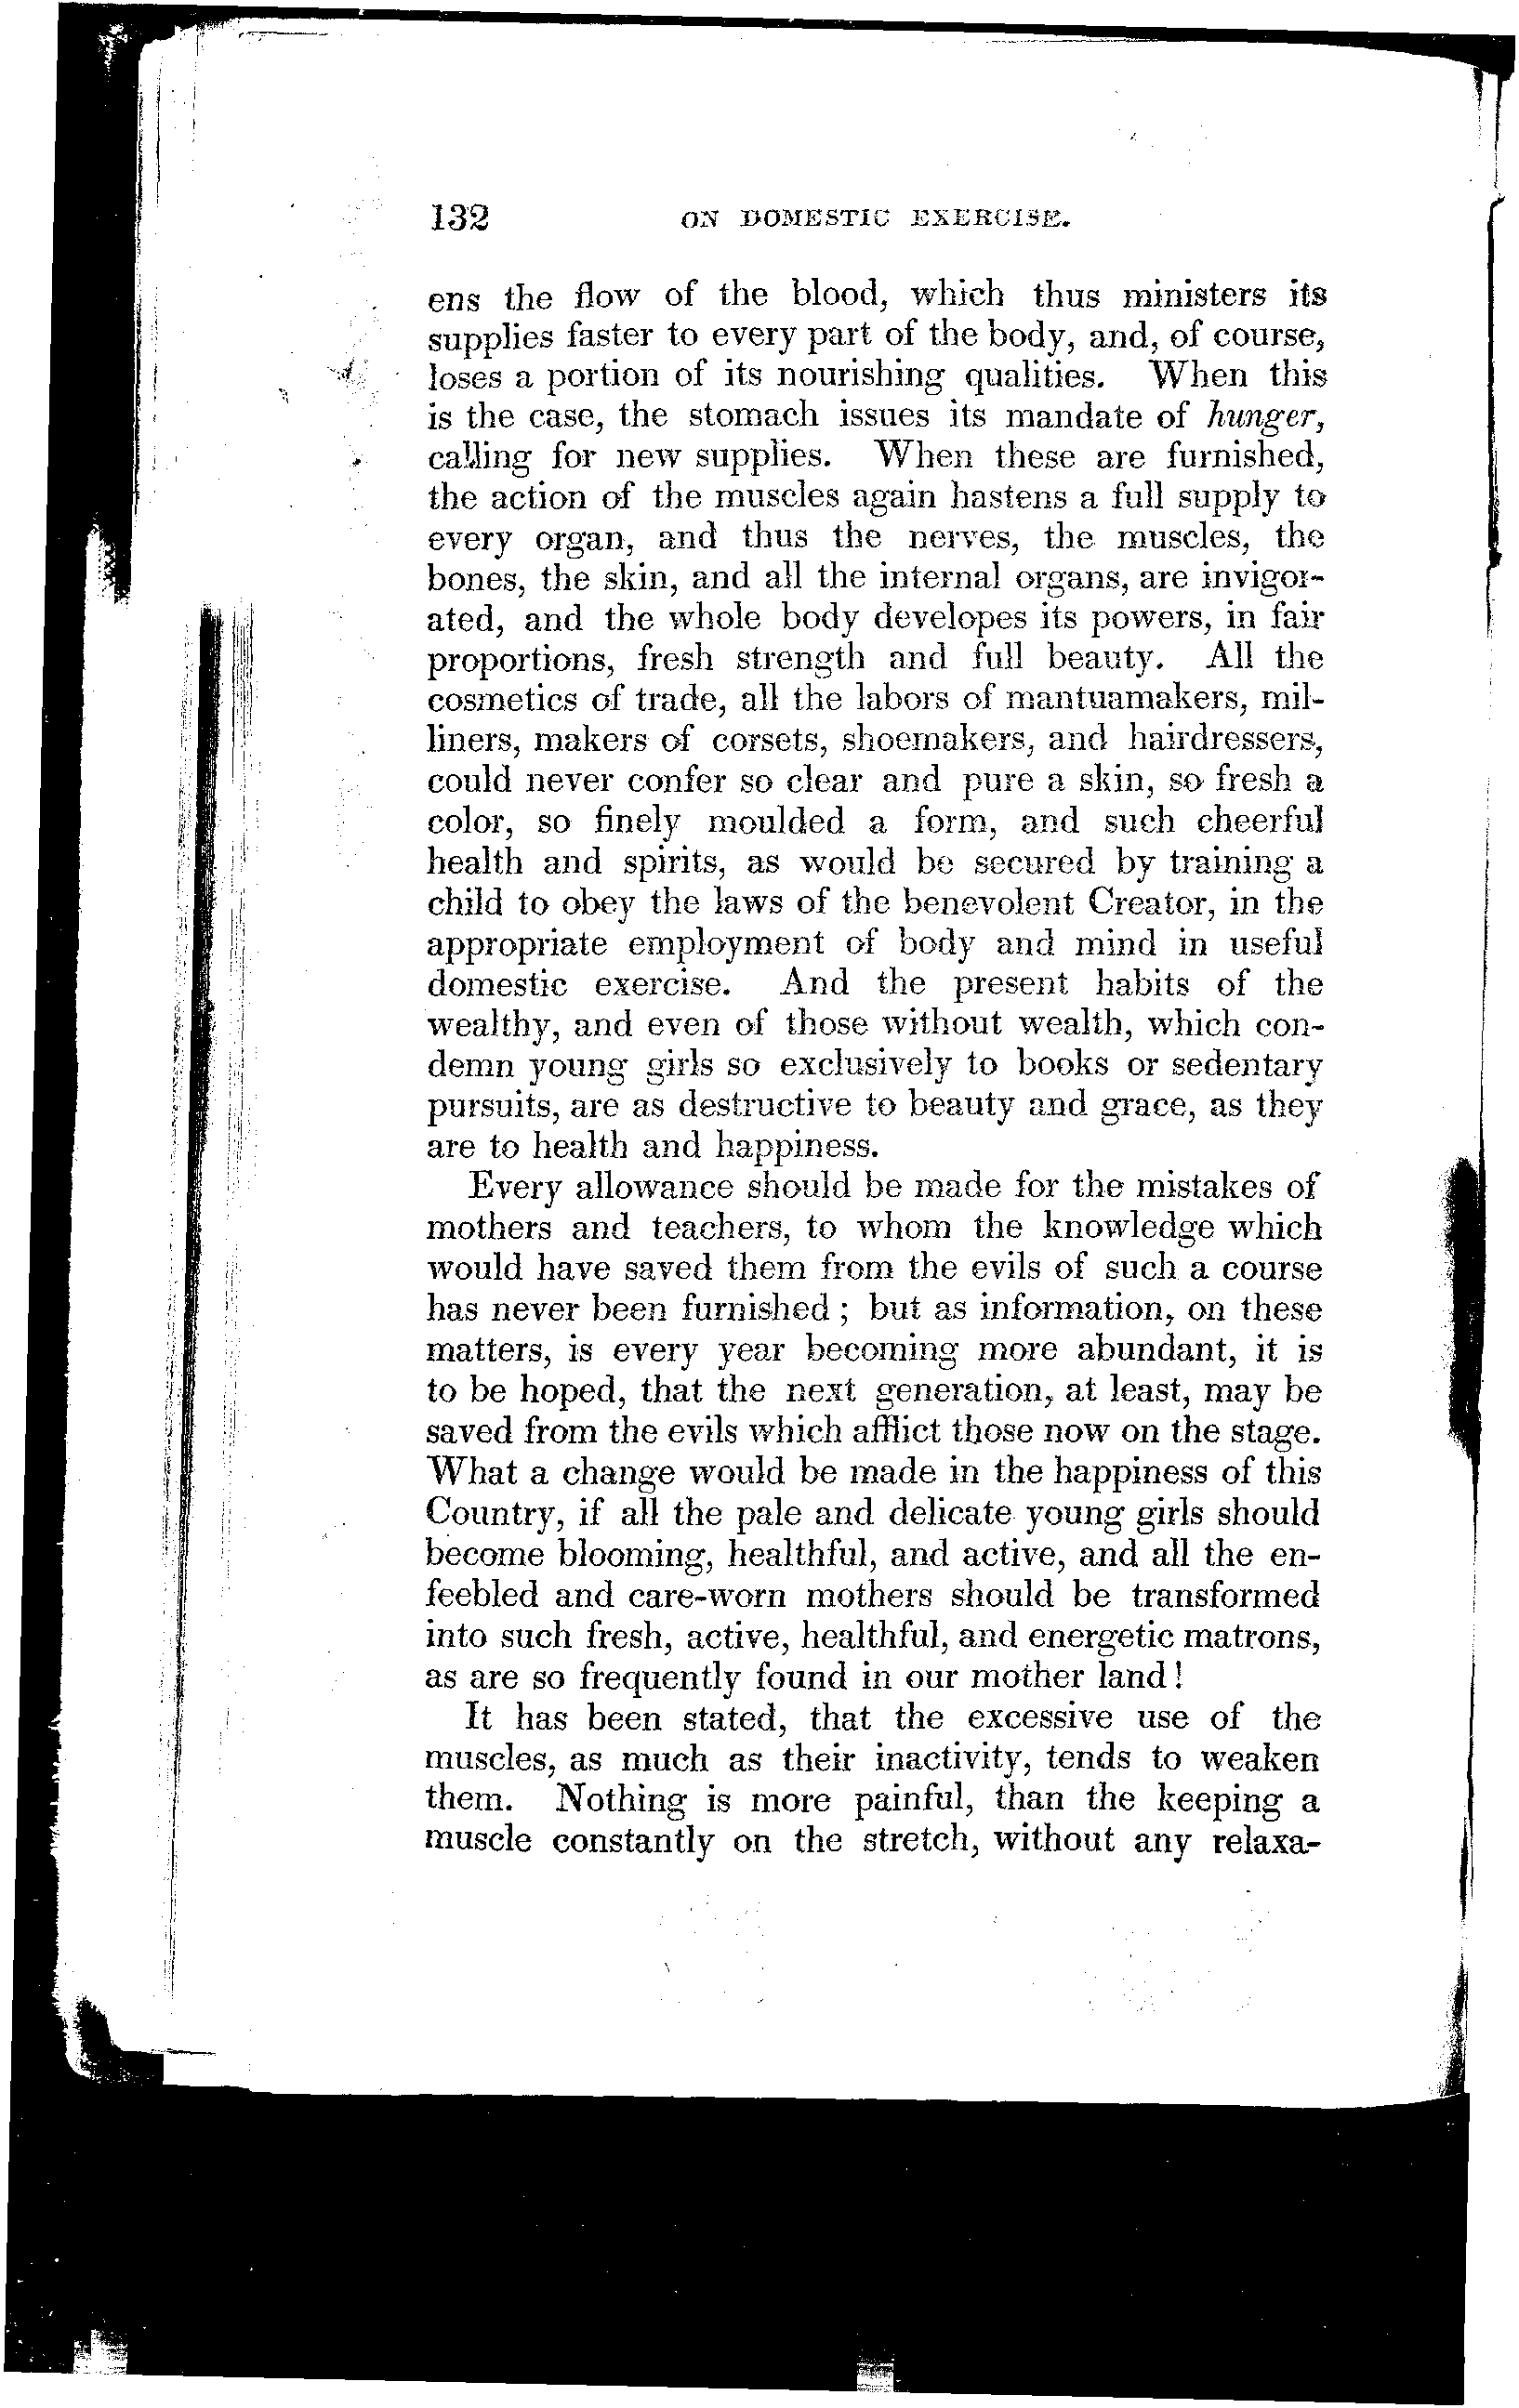 132 ON DOMESTIC EXERCISE.
ens the flow of the blood, which thus ministers its
supplies faster to every part of the body, and, of course,
loses a portion of its nourishing qualities. When this
is the case, the stomach issues its mandate of hunger,
calling for new supplies. When these are furnished,
the action of the muscles again hastens a full supply to
every organ, and thus the nerves, the muscles, the
bones, the skin, and all the internal organs, are invigor-
ated, and the whole body developes its powers, in fair
proportions, fresh strength and full beauty. All the
cosmetics of trade, all the labors of mantuamakers, mil-
liners, makers of corsets, shoemakers, and hairdressers,
could never confer so clear and pure a skin, so fresh a
color, so finely moulded a form, and such cheerful
health and spirits, as would be secured by training a
child to obey the laws of the benevolent Creator, in the
appropriate employment of body and mind in useful
domestic exercise. And the present habits of the
wealthy, and even of those without wealth, which con-
demn young girls so exclusively to books or sedentary
pursuits, are as destructive to beauty and grace, as they
are to health and happiness.
Every allowance should be made for the mistakes of
mothers and teachers, to whom the knowledge which
would have saved them from the evils of such a course
has never been furnished ; but as information, on these
matters, is every year becoming more abundant, it is
to be hoped, that the next generation, at least, may be
saved from the evils which afflict those now on the stage.
What a change would be made in the happiness of this
Country, if all the pale and delicate young girls should
become blooming, healthful, and active, and all the en-
feebled and care-worn mothers should be transformed
into such fresh, active, healthful, and energetic matrons,
as are so frequently found in our mother land!
It has been stated, that the excessive use of the
muscles, as much as their inactivity, tends to weaken
them. Nothing is more painful, than the keeping a
muscle constantly on the stretch, without any relaxa-